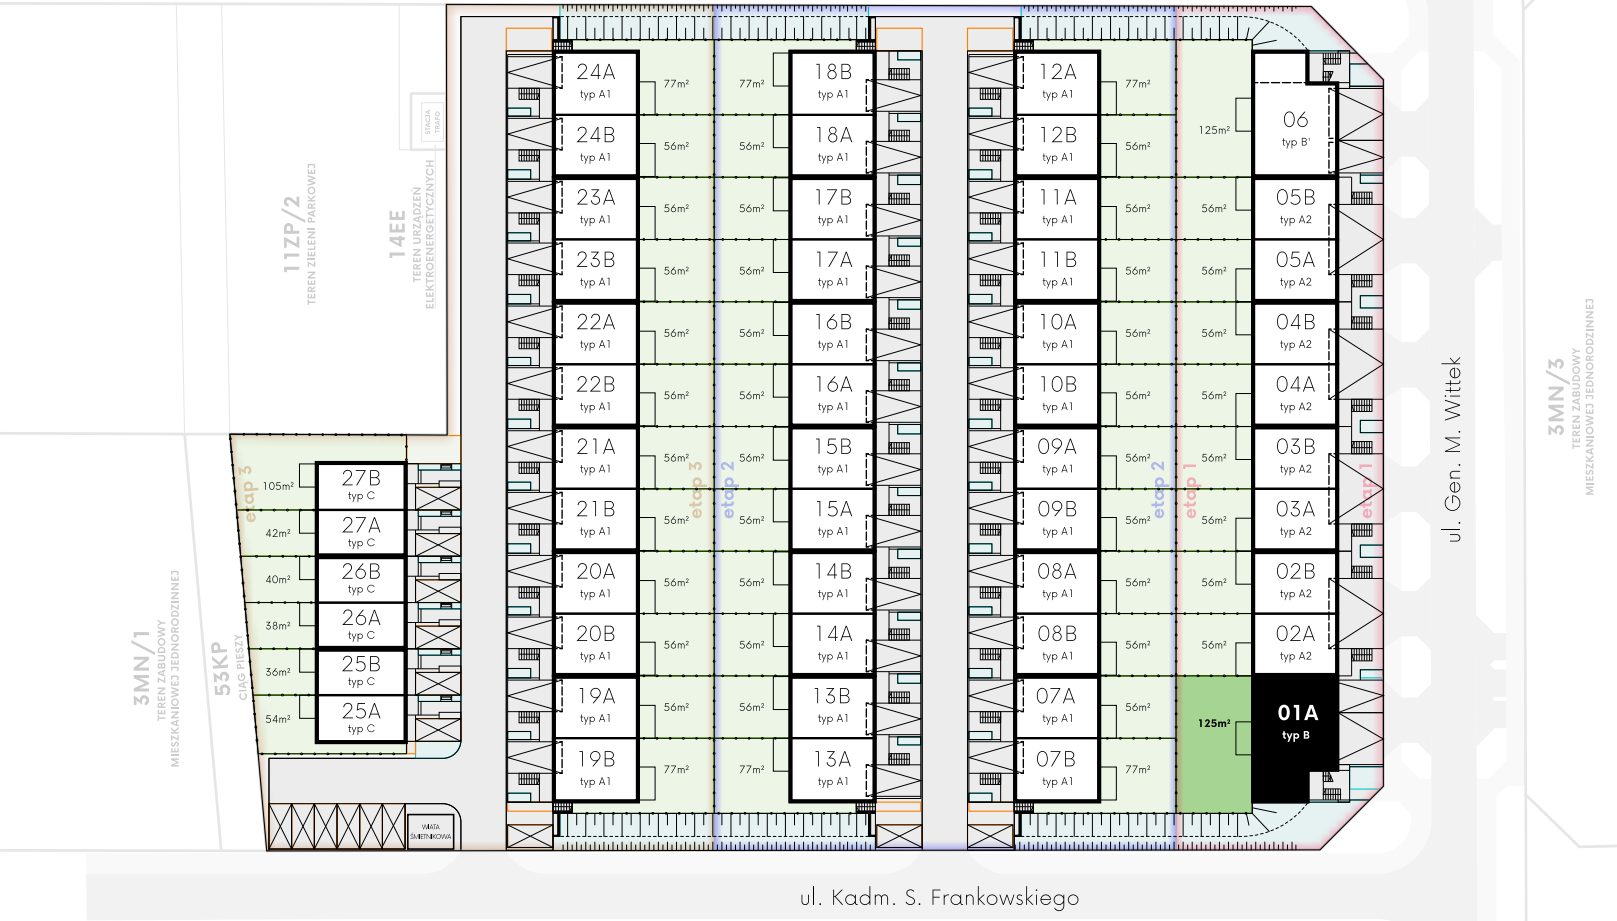 24A
typ A1
77m²
77m²
18B
typ A1
12A
typ A1
77m²
125m²
06
typ B'
24B
typ A1
56m²
56m²
18A
typ A1
12B
typ A1
56m²
23A
typ A1
56m²
56m²
17B
typ A1
11A
typ A1
56m²
56m²
05B
typ A2
23B
typ A1
56m²
56m²
17A
typ A1
11B
typ A1
56m²
56m²
05A
typ A2
22A
typ A1
56m²
56m²
16B
typ A1
10A
typ A1
56m²
56m²
04B
typ A2
22B
typ A1
56m²
56m²
16A
typ A1
10B
typ A1
56m²
56m²
04A
typ A2
21A
typ A1
56m²
56m²
15B
typ A1
09A
typ A1
56m²
56m²
03B
typ A2
21B
typ A1
56m²
56m²
15A
typ A1
09B
typ A1
56m²
56m²
03A
typ A2
20A
typ A1
56m²
56m²
14B
typ A1
08A
typ A1
56m²
56m²
02B
typ A2
20B
typ A1
56m²
56m²
14A
typ A1
08B
typ A1
56m²
56m²
02A
typ A2
19A
typ A1
56m²
56m²
13B
typ A1
07A
typ A1
56m²
125m²
01A
typ B
19B
typ A1
77m²
77m²
13A
typ A1
07B
typ A1
77m²
105m²
27B
typ C
42m²
27A
typ C
40m²
26B
typ C
38m²
26A
typ C
36m²
25B
typ C
54m²
25A
typ C
etap 3
etap 3
etap 2
etap 2
etap 1
etap 1
STACJA
TRAFO
11ZP/2
TEREN ZIELENI PARKOWEJ
14EE
TEREN URZĄDZEŃ
ELEKTROENERGETYCZNYCH
3MN/1
TEREN ZABUDOWY
MIESZKANIOWEJ JEDNORODZINNEJ
53KP
CIĄG PIESZY
WIATA
ŚMIETNIKOWA
ul. Gen. M. Wittek
3MN/3
TEREN ZABUDOWY
MIESZKANIOWEJ JEDNORODZINNEJ
ul. Kadm. S. Frankowskiego